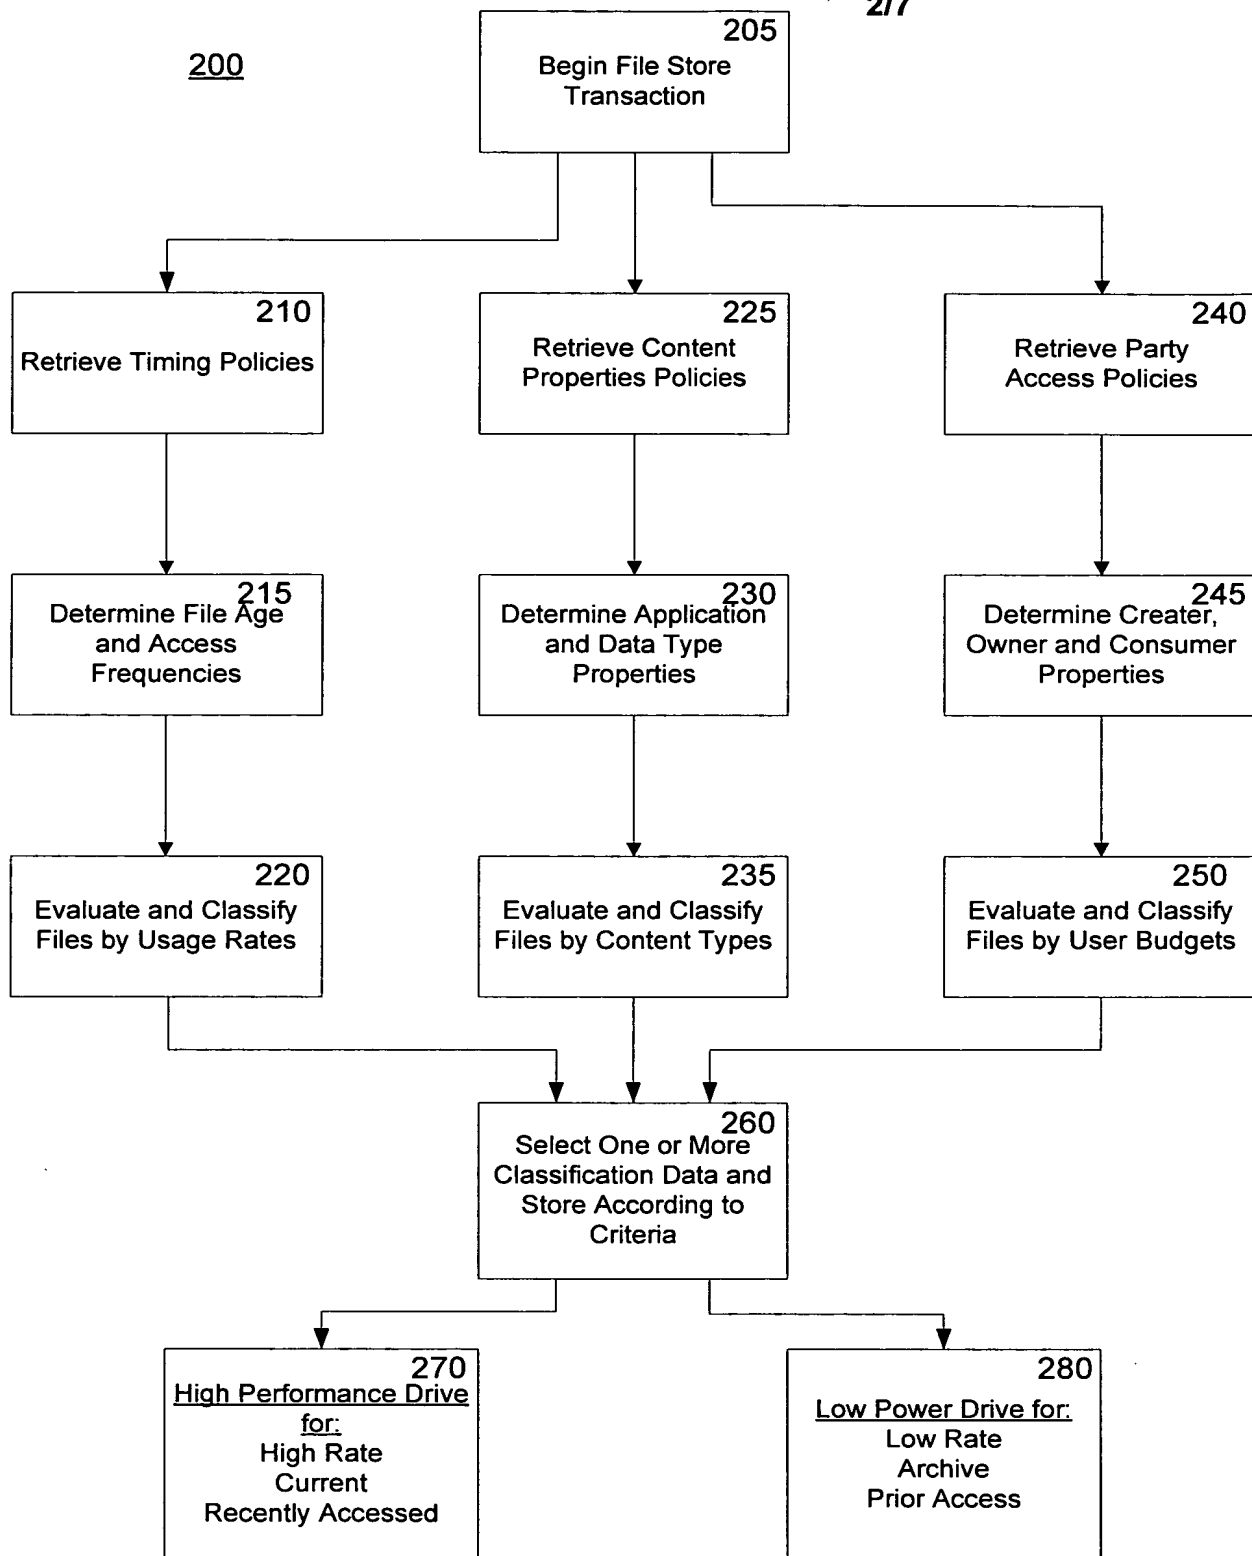 2/7
200
205
Begin File Store
Transaction
210
Retrieve Timing Policies
225
Retrieve Content
Properties Policies
240
Retrieve Party
Access Policies
215
Determine File Age
and Access
Frequencies
230
Determine Application
and Data Type
Properties
245
Determine Creater,
Owner and Consumer
Properties
220
Evaluate and Classify
Files by Usage Rates
235
Evaluate and Classify
Files by Content Types
250
Evaluate and Classify
Files by User Budgets
260
Select One or More
Classification Data and
Store According to
Criteria
270
High Performance Drive
for:
High Rate
Current
Recently Accessed
280
Low Power Drive for:
Low Rate
Archive
Prior Access